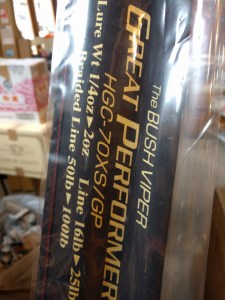 The BUSH VIPER
GREAT PERFORMER
HGC-70XS/GP
Lure Wt 1/4oz►2oz Line 16lb►25lb
Braided Line 50lb►100lb